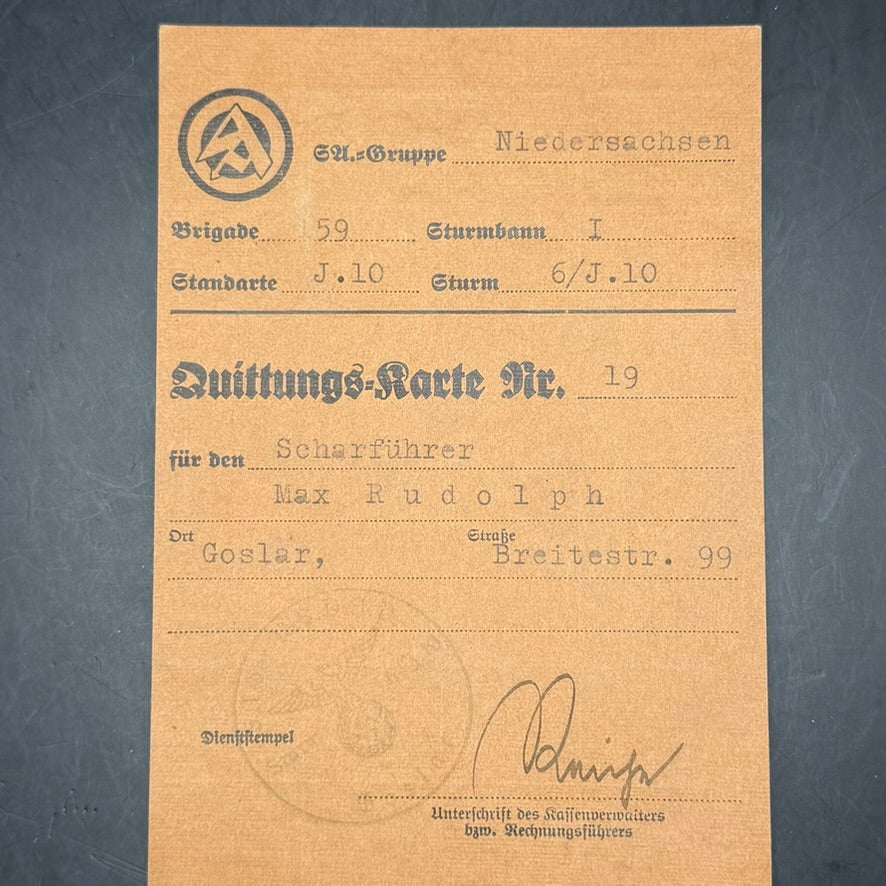 SA.-Gruppe Niedersachsen
Brigade 59 Sturmbann I
Standarte J.10 Sturm 6/J.10
Quittungs-Karte Nr. 19
für den Scharführer
Max Rudolph
Ort Straße
Goslar, Breitestr. 99
Dienststempel
Unterschrift des Kassenverwalters
bzw. Rechnungsführers